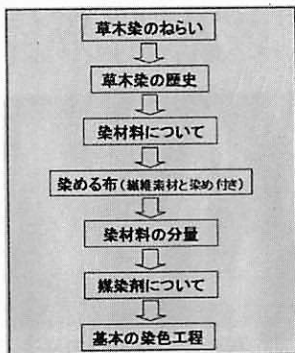 草木染のねらい
草木染の歴史
染材料について
染める布(繊維素材と染め付き)
染材料の分量
媒染剤について
基本の染色工程